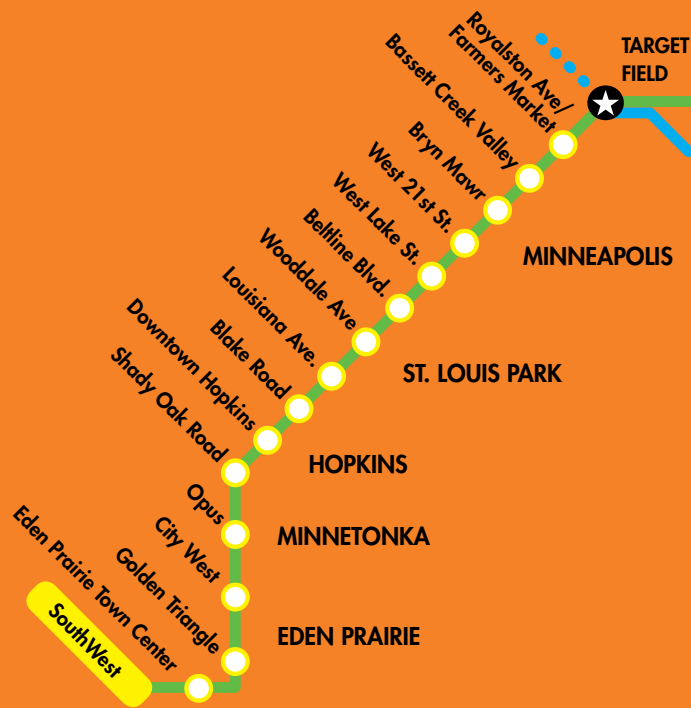 TARGET
FIELD
Royalston Ave/
Farmers Market
Bassett Creek Valley
Bryn Mawr
West 21st St.
West Lake St.
MINNEAPOLIS
Beltline Blvd.
Wooddale Ave
Louisiana Ave.
ST. LOUIS PARK
Blake Road
Downtown Hopkins
Shady Oak Road
HOPKINS
Opus
MINNETONKA
City West
Golden Triangle
EDEN PRAIRIE
Eden Prairie Town Center
SouthWest